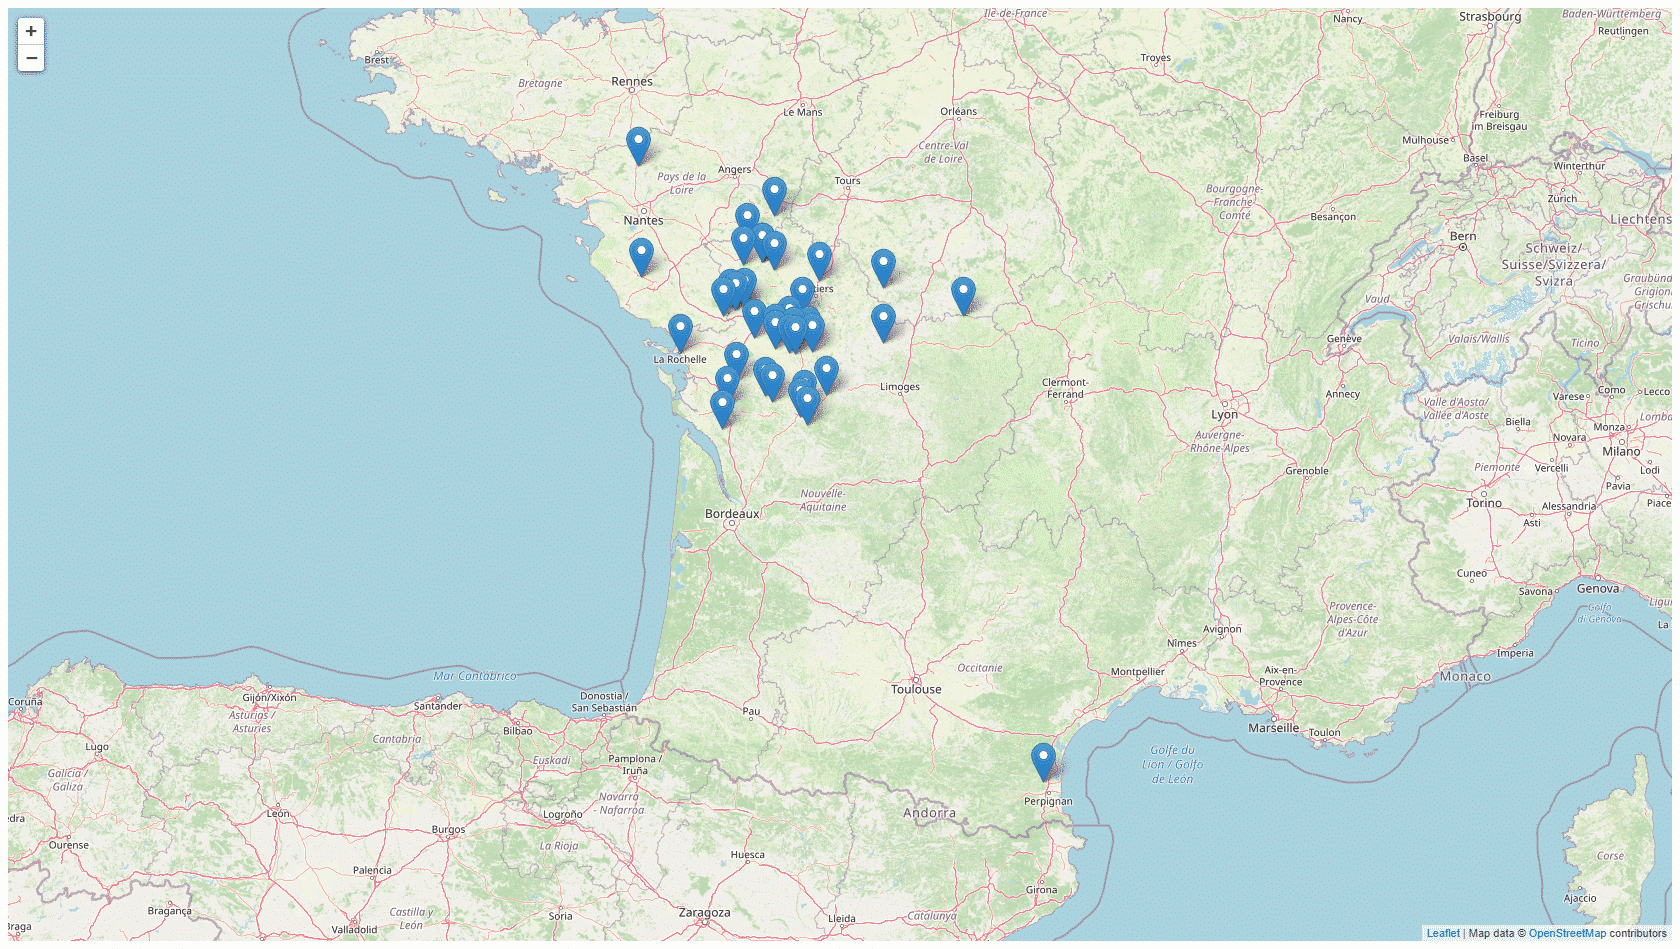 +
−
Brest
Bretagne
Rennes
Le Mans
Île-de-France
Orléans
Troyes
Nancy
Strasbourg
Baden-Württemberg
Reutlingen
Freiburg
im Breisgau
Mulhouse
Basel
Winterthur
Zürich
Liechtens
Centre-Val
de Loire
Pays de la
Loire
Angers
Tours
Nantes
Bourgogne-
Franche-
Comté
Besançon
Bern
Schweiz/
Suisse/Svizzera/
Svizra
Graubünd
Grigion
Grischu
Vaud
Genève
Valais/Wallis
Ticino
tiers
La Rochelle
Limoges
Clermont-
Ferrand
Lyon
Annecy
Valle d'Aosta/
Vallée d'Aoste
Como
Lecco
Varese
Biella
Monza
Lomba
Novara
Milano
Auvergne-
Rhône-Alpes
Grenoble
Piemonte
Vercelli
Lodi
Pavia
Piace
Torino
Alessandria
Asti
Nouvelle-
Aquitaine
Bordeaux
Cuneo
Savona
Genova
Golfo
di Genova
Ligu
La
Imperia
Provence-
Alpes-Côte
d'Azur
Avignon
Nîmes
Montpellier
Aix-en-
Provence
Monaco
Marseille
Toulon
Occitanie
Toulouse
Pau
Mar Cantábrico
Coruña
Gijón/Xixón
Asturias /
Asturies
Santander
Donostia /
San Sebastián
Bilbao
Cantabria
Euskadi
Pamplona /
Iruña
Navarra
- Nafarroa
Lugo
Galicia /
Galiza
Golfe du
Lion / Golfo
de León
Perpignan
Andorra
León
Logroño
Burgos
La Rioja
Huesca
edra
Ourense
Palencia
Girona
Corse
Ajaccio
Bragança
Castilla y
León
Soria
Zaragoza
Lleida
Catalunya
Braga
Valladolid
Leaflet | Map data © OpenStreetMap contributors